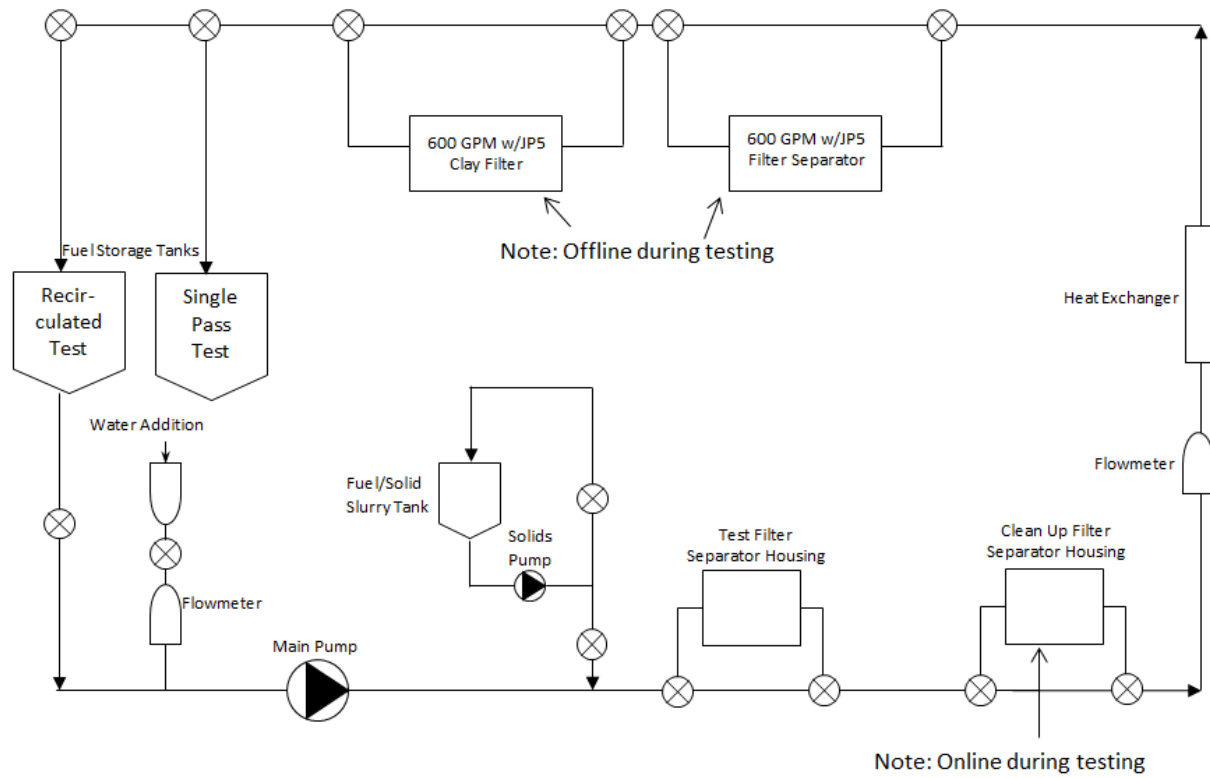 600 GPM w/JP5
Clay Filter
600 GPM w/JP5
Filter Separator
Note: Offline during testing
Fuel Storage Tanks
Recir-
culated
Test
Single
Pass
Test
Heat Exchanger
Water Addition
Flowmeter
Fuel/Solid
Slurry Tank
Solids
Pump
Test Filter
Separator Housing
Clean Up Filter
Separator Housing
Flowmeter
Main Pump
Note: Online during testing